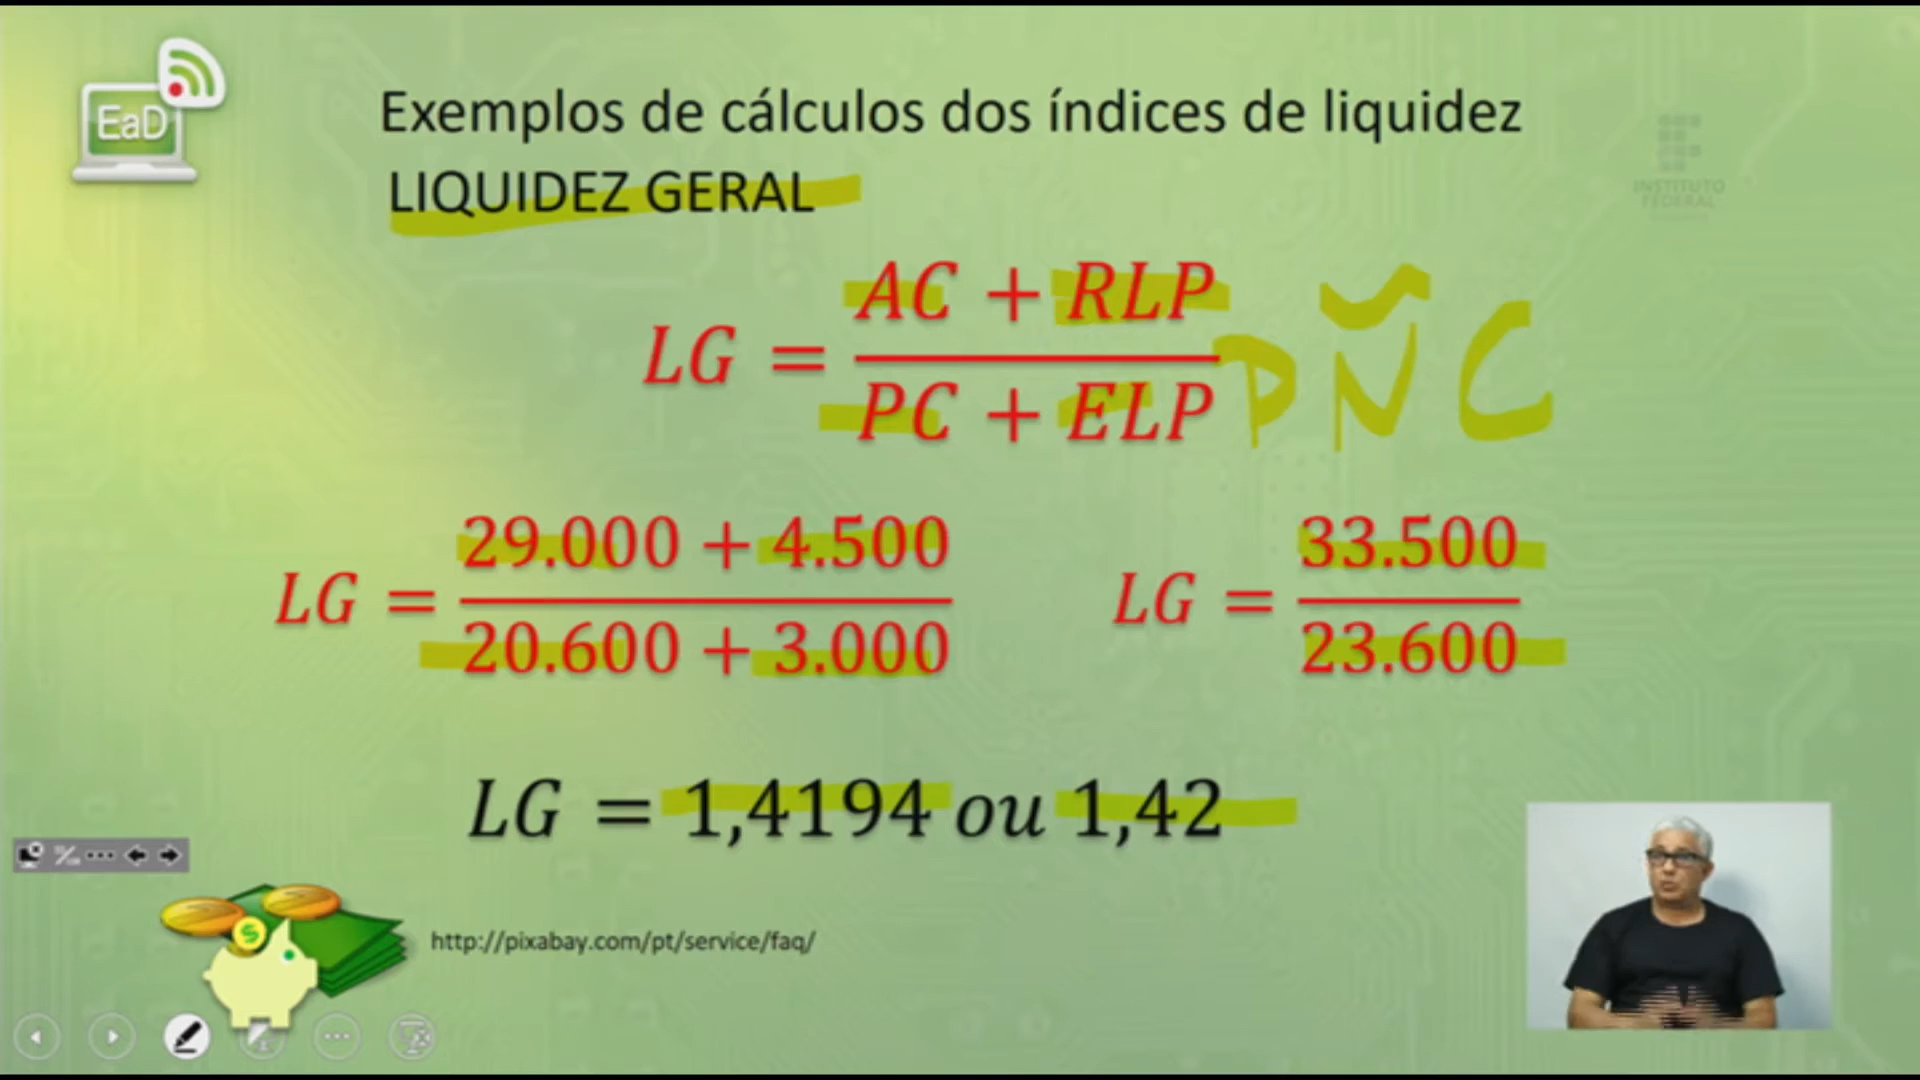 EaD
Exemplos de cálculos dos índices de liquidez
LIQUIDEZ GERAL
INSTITUTO
FEDERAL
LG = AC + RLP / PC + ELP
PÑC
LG = 29.000 + 4.500 / 20.600 + 3.000
LG = 33.500 / 23.600
LG = 1,4194 ou 1,42
http://pixabay.com/pt/service/faq/